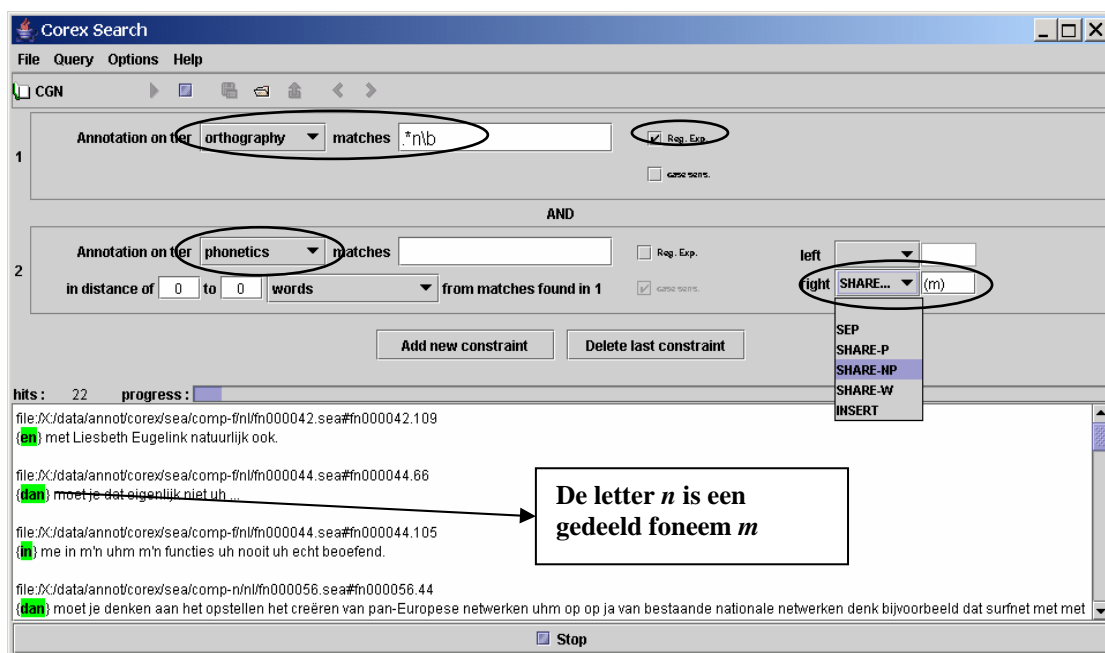 Corex Search
File Query Options Help
CGN
Annotation on tier orthography matches .*n\b Reg. Exp.
1
case sens.
AND
Annotation on tier phonetics matches Reg. Exp. left
2
in distance of 0 to 0 words from matches found in 1 case sens. right SHARE... (m)
SEP
SHARE-P
SHARE-NP
SHARE-W
INSERT
Add new constraint Delete last constraint
hits: 22 progress:
file:/X:/data/annot/corex/sea/comp-f/nl/fn000042.sea#fn000042.109
{en} met Liesbeth Eugelink natuurlijk ook.
file:/X:/data/annot/corex/sea/comp-f/nl/fn000044.sea#fn000044.66
{dan} moet je dat eigenlijk niet uh ...
De letter n is een
gedeeld foneem m
file:/X:/data/annot/corex/sea/comp-f/nl/fn000044.sea#fn000044.105
{in} me in m'n uhm m'n functies uh nooit uh echt beoefend.
file:/X:/data/annot/corex/sea/comp-n/nl/fn000056.sea#fn000056.44
{dan} moet je denken aan het opstellen het creëren van pan-Europese netwerken uhm op op ja van bestaande nationale netwerken denk bijvoorbeeld dat surfnet met met
Stop